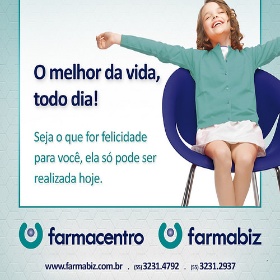 O melhor da vida,
todo dia!
Seja o que for felicidade
para você, ela só pode ser
realizada hoje.
farmacentro farmabiz
www.farmabiz.com.br . (55) 3231.4792 . (55) 3231.2937